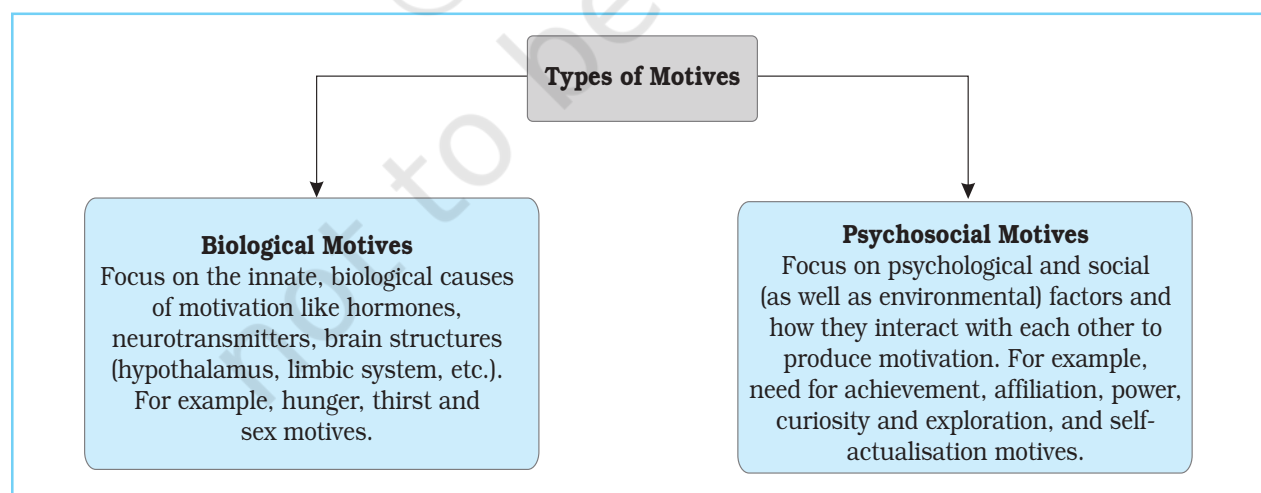 Types of Motives
Biological Motives
Focus on the innate, biological causes
of motivation like hormones,
neurotransmitters, brain structures
(hypothalamus, limbic system, etc.).
For example, hunger, thirst and
sex motives.
Psychosocial Motives
Focus on psychological and social
(as well as environmental) factors and
how they interact with each other to
produce motivation. For example,
need for achievement, affiliation, power,
curiosity and exploration, and self-
actualisation motives.
not to be